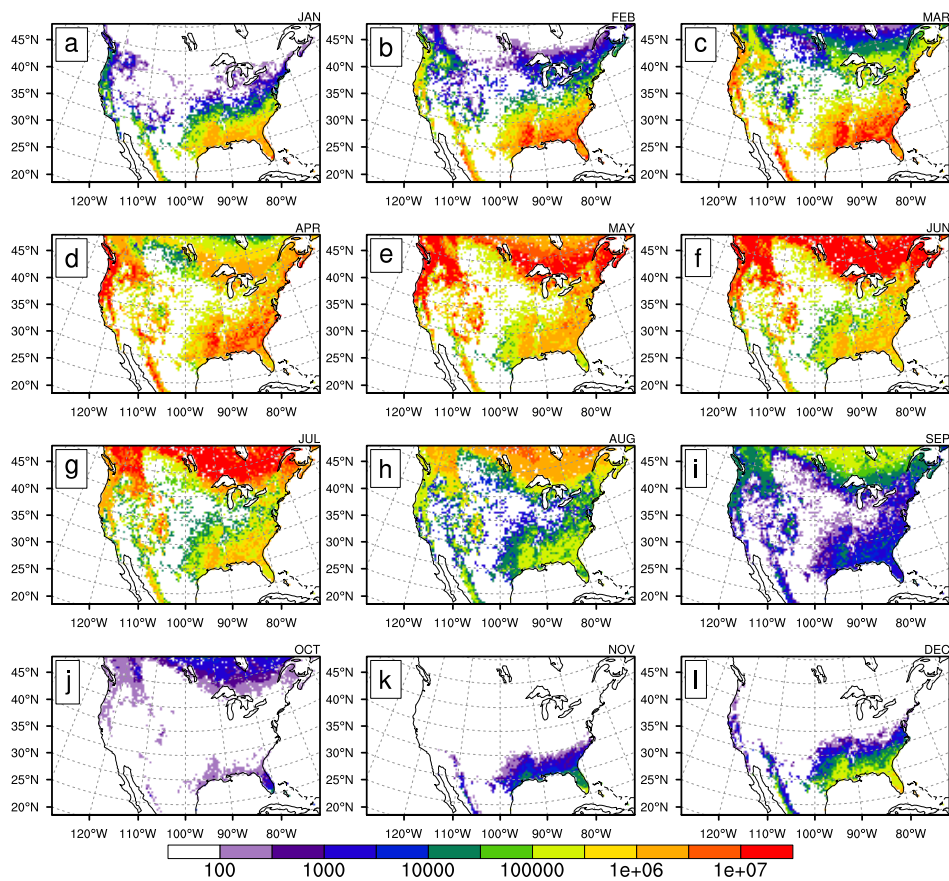 JAN FEB MAR
a b c
45°N 45°N 45°N
40°N 40°N 40°N
35°N 35°N 35°N
30°N 30°N 30°N
25°N 25°N 25°N
20°N 20°N 20°N
120°W 110°W 100°W 90°W 80°W 120°W 110°W 100°W 90°W 80°W 120°W 110°W 100°W 90°W 80°W
APR MAY JUN
d e f
45°N 45°N 45°N
40°N 40°N 40°N
35°N 35°N 35°N
30°N 30°N 30°N
25°N 25°N 25°N
20°N 20°N 20°N
120°W 110°W 100°W 90°W 80°W 120°W 110°W 100°W 90°W 80°W 120°W 110°W 100°W 90°W 80°W
JUL AUG SEP
g h i
45°N 45°N 45°N
40°N 40°N 40°N
35°N 35°N 35°N
30°N 30°N 30°N
25°N 25°N 25°N
20°N 20°N 20°N
120°W 110°W 100°W 90°W 80°W 120°W 110°W 100°W 90°W 80°W 120°W 110°W 100°W 90°W 80°W
OCT NOV DEC
j k l
45°N 45°N 45°N
40°N 40°N 40°N
35°N 35°N 35°N
30°N 30°N 30°N
25°N 25°N 25°N
20°N 20°N 20°N
120°W 110°W 100°W 90°W 80°W 120°W 110°W 100°W 90°W 80°W 120°W 110°W 100°W 90°W 80°W
100 1000 10000 100000 1e+06 1e+07